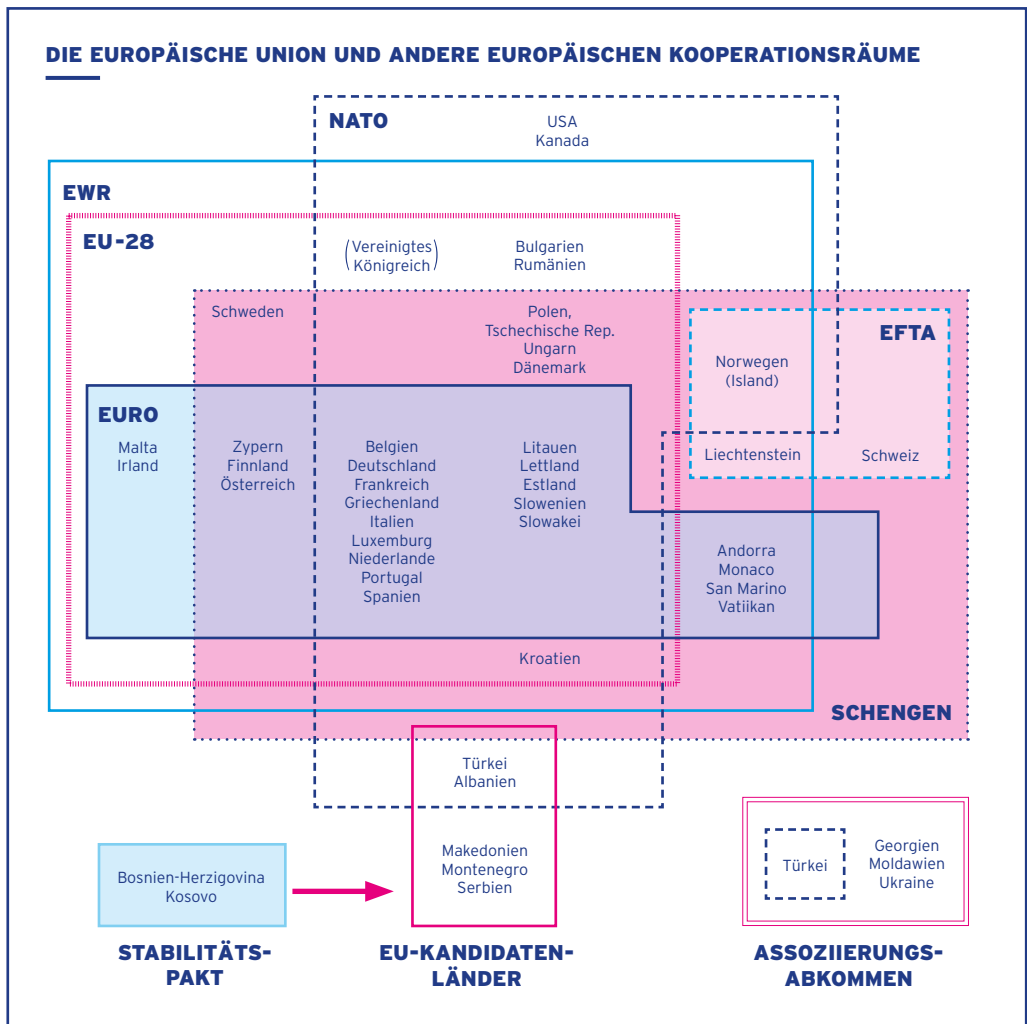 DIE EUROPÄISCHE UNION UND ANDERE EUROPÄISCHEN KOOPERATIONSRÄUME
NATO
USA
Kanada
EWR
EU-28
(Vereinigtes
Königreich)
Bulgarien
Rumänien
Schweden
Polen,
Tschechische Rep.
Ungarn
Dänemark
EFTA
Norwegen
(Island)
Liechtenstein
Schweiz
EURO
Malta
Irland
Zypern
Finnland
Österreich
Belgien
Deutschland
Frankreich
Griechenland
Italien
Luxemburg
Niederlande
Portugal
Spanien
Litauen
Lettland
Estland
Slowenien
Slowakei
Andorra
Monaco
San Marino
Vatiikan
Kroatien
SCHENGEN
Türkei
Albanien
Makedonien
Montenegro
Serbien
Bosnien-Herzigovina
Kosovo
Türkei
Georgien
Moldawien
Ukraine
STABILITÄTS-
PAKT
EU-KANDIDATEN-
LÄNDER
ASSOZIIERUNGS-
ABKOMMEN